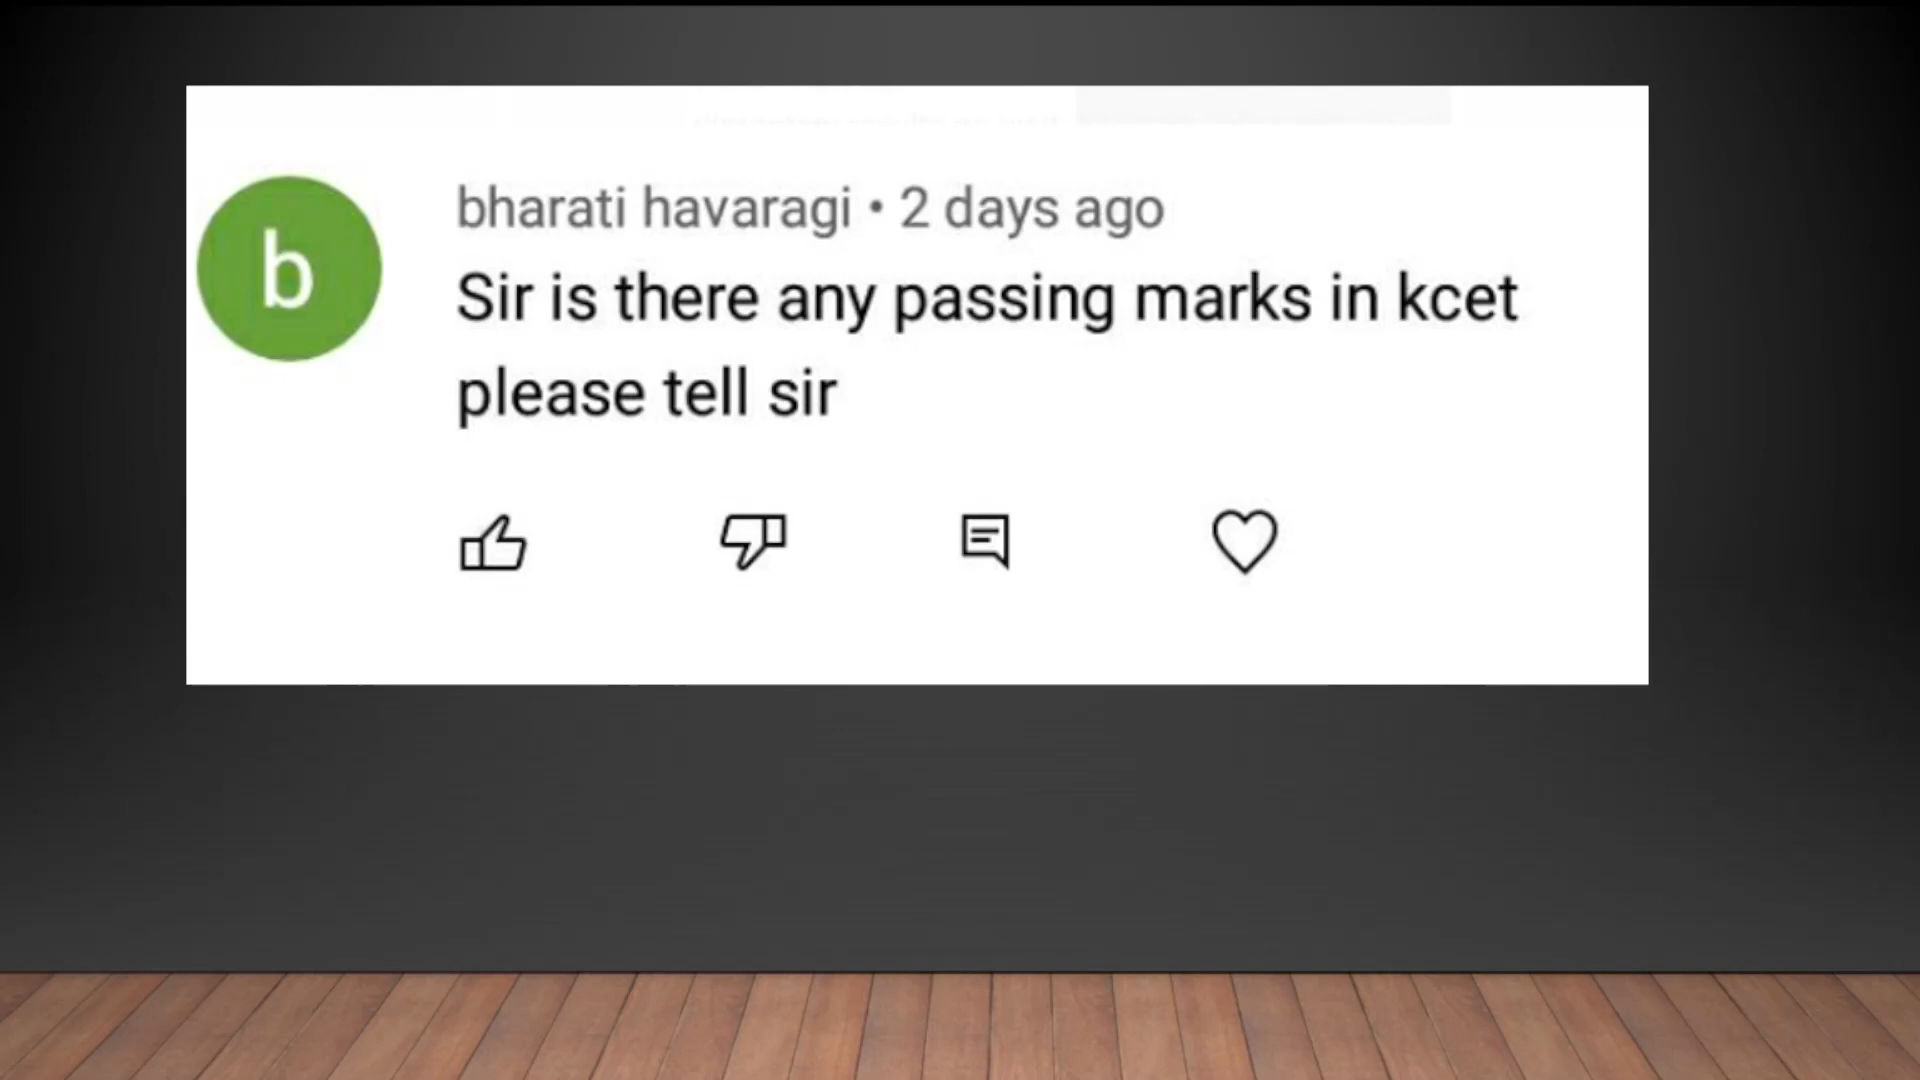 b
bharati havaragi • 2 days ago
Sir is there any passing marks in kcet
please tell sir